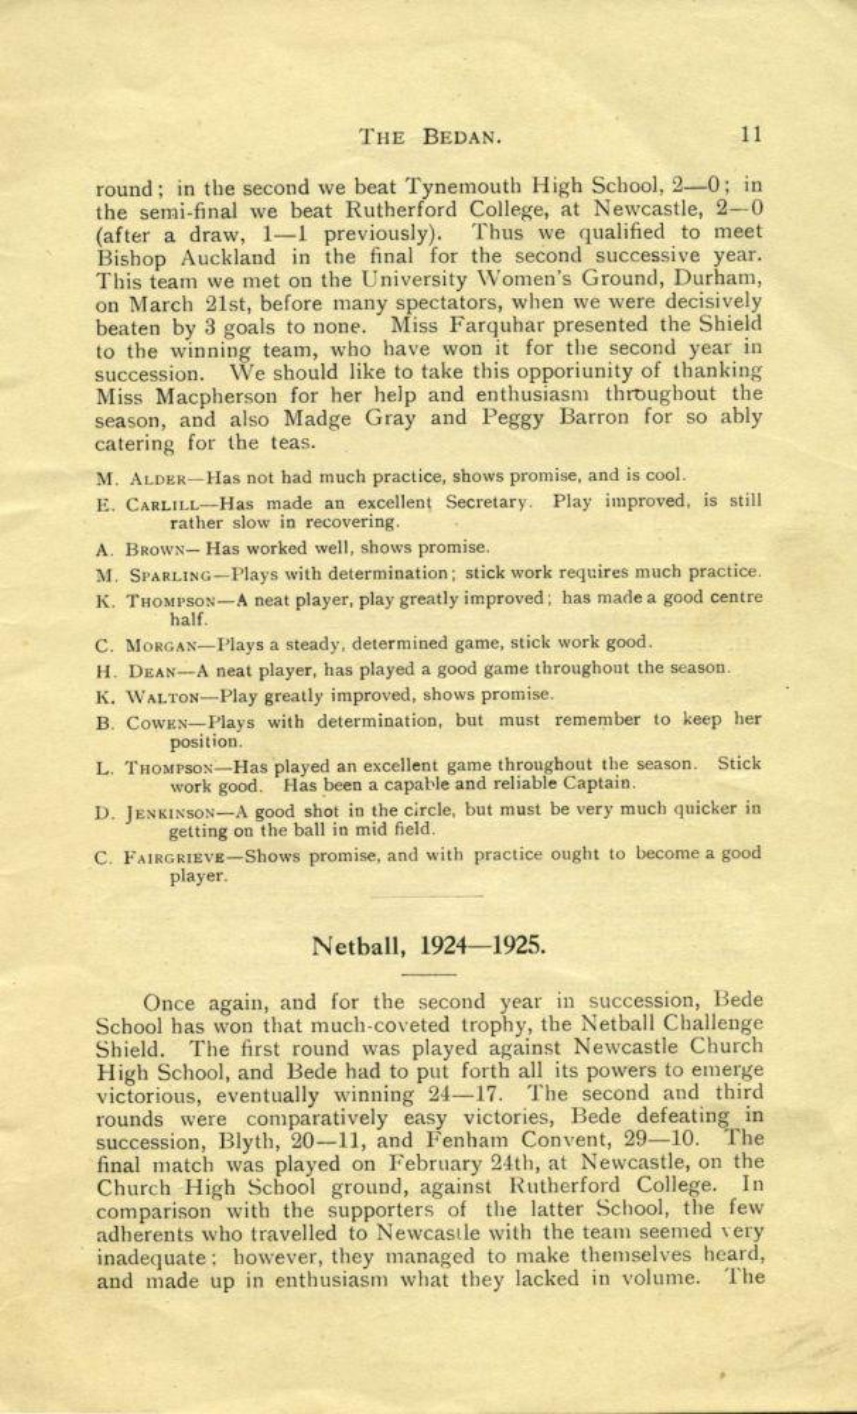 THE BEDAN. 11
round; in the second we beat Tynemouth High School, 2—0; in
the semi-final we beat Rutherford College, at Newcastle, 2—0
(after a draw, 1—1 previously). Thus we qualified to meet
Bishop Auckland in the final for the second successive year.
This team we met on the University Women's Ground, Durham,
on March 21st, before many spectators, when we were decisively
beaten by 3 goals to none. Miss Farquhar presented the Shield
to the winning team, who have won it for the second year in
succession. We should like to take this opporiunity of thanking
Miss Macpherson for her help and enthusiasm throughout the
season, and also Madge Gray and Peggy Barron for so ably
catering for the teas.
M. ALDER—Has not had much practice, shows promise, and is cool.
E. CARLILL—Has made an excellent Secretary. Play improved, is still
rather slow in recovering.
A. BROWN—Has worked well, shows promise.
M. SPARLING—Plays with determination; stick work requires much practice.
K. THOMPSON—A neat player, play greatly improved; has made a good centre
half.
C. MORGAN—Plays a steady, determined game, stick work good.
H. DEAN—A neat player, has played a good game throughout the season.
K. WALTON—Play greatly improved, shows promise.
B. COWEN—Plays with determination, but must remember to keep her
position.
L. THOMPSON—Has played an excellent game throughout the season. Stick
work good. Has been a capable and reliable Captain.
D. JENKINSON—A good shot in the circle, but must be very much quicker in
getting on the ball in mid field.
C. FAIRGRIEVE—Shows promise, and with practice ought to become a good
player.
Netball, 1924—1925.
Once again, and for the second year in succession, Bede
School has won that much-coveted trophy, the Netball Challenge
Shield. The first round was played against Newcastle Church
High School, and Bede had to put forth all its powers to emerge
victorious, eventually winning 24—17. The second and third
rounds were comparatively easy victories, Bede defeating in
succession, Blyth, 20—11, and Fenham Convent, 29—10. The
final match was played on February 24th, at Newcastle, on the
Church High School ground, against Rutherford College. In
comparison with the supporters of the latter School, the few
adherents who travelled to Newcastle with the team seemed very
inadequate; however, they managed to make themselves heard,
and made up in enthusiasm what they lacked in volume. The